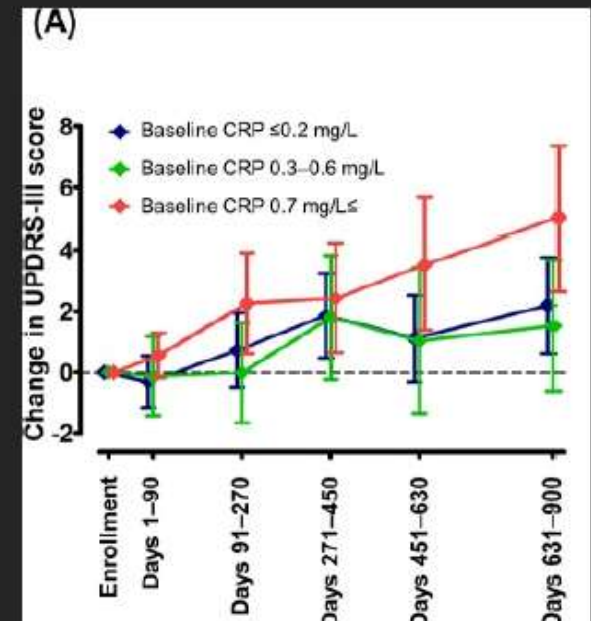 (A)
Change in UPDRS-III score
8
6
4
2
0
-2
Baseline CRP ≤0.2 mg/L
Baseline CRP 0.3–0.6 mg/L
Baseline CRP 0.7 mg/L≤
Enrollment
Days 1–90
Days 91–270
Days 271–450
Days 451–630
Days 631–900